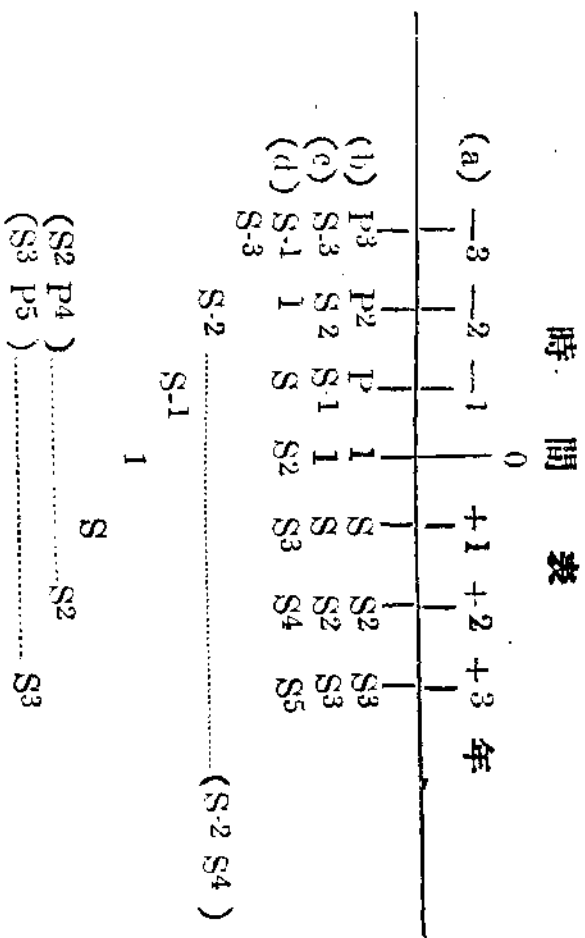 時間表
0
(a) —3 —2 —1 +1 +2 +3 年
(b) P³ P² P 1 S S² S³
(c) S-3 S-2 S-1 1 S S² S³
(d) S-1 1 S S² S³ S⁴ S⁵
S-3
S-2 ………… (S-2 S⁴)
S-1
1
S
(S² P⁴) ………… S²
(S³ P⁵) ………… S³